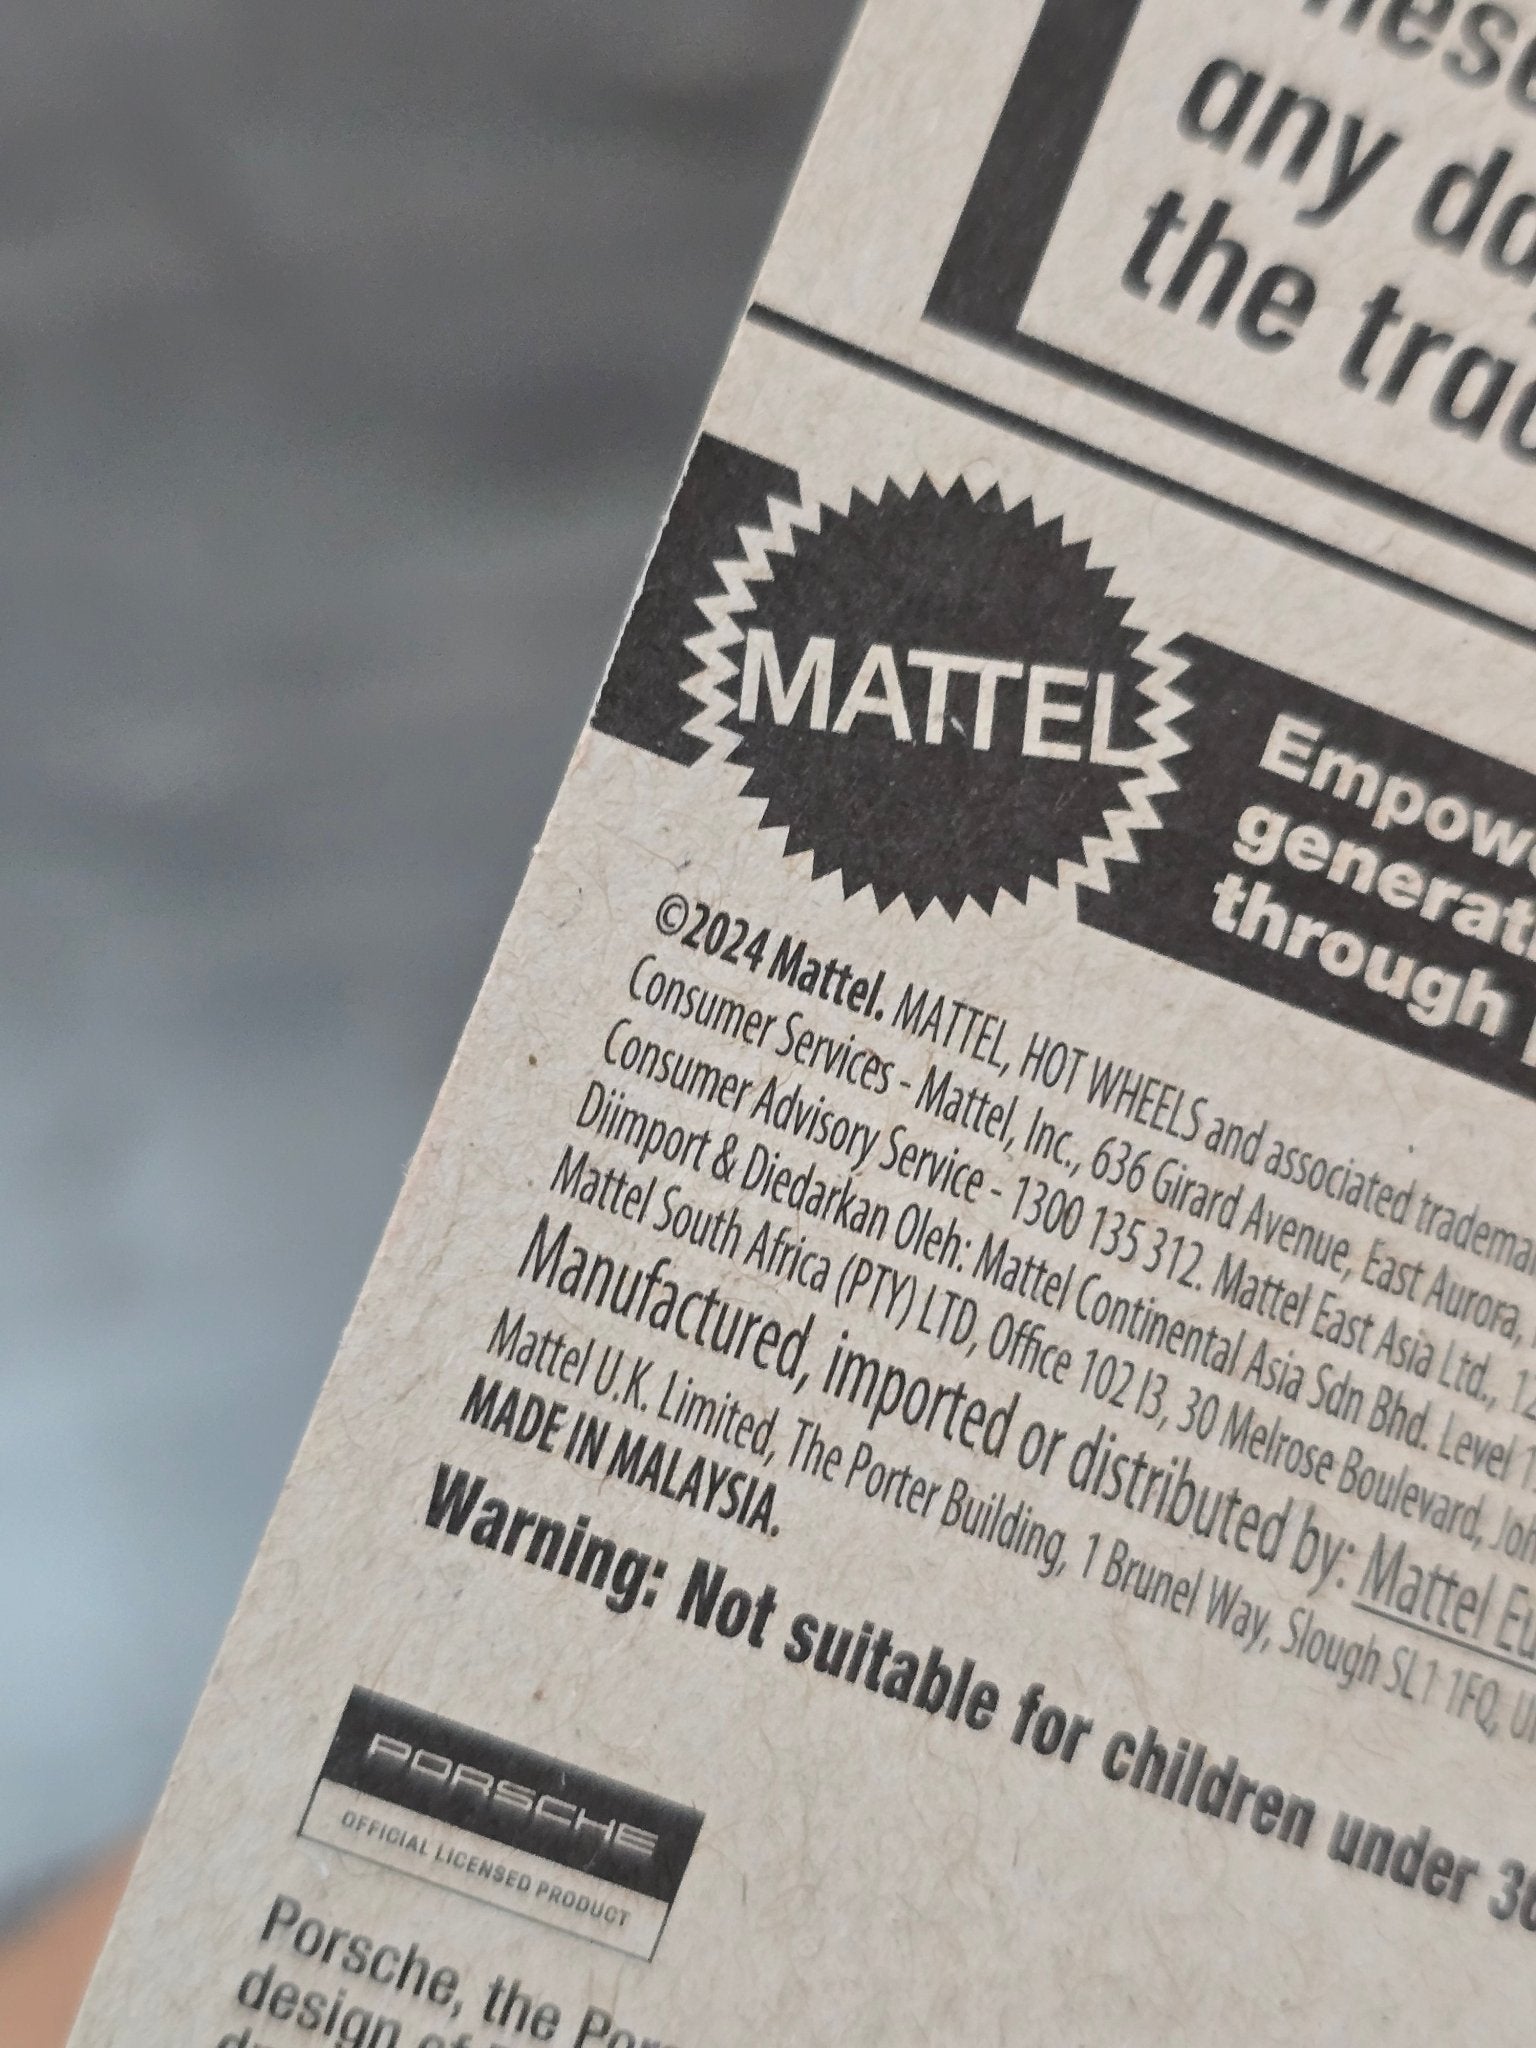 any
the
MATTEL
through
©2024 Mattel. MATTEL, HOT WHEELS and associated
Consumer Services - Mattel, Inc., 636 Girard Avenue, East Aurora,
Consumer Advisory Service - 1300 135 312. Mattel East Asia Ltd.,
Diimport & Diedarkan Oleh: Mattel Continental Asia Sdn Bhd. Level
Mattel South Africa (PTY) LTD, Office 102 I3, 30 Melrose Boulevard,
Manufactured, imported or distributed by: Mattel
Mattel U.K. Limited, The Porter Building, 1 Brunel Way, Slough SL1 1FQ,
MADE IN MALAYSIA.
Warning: Not suitable for children under
PORSCHE
OFFICIAL LICENSED PRODUCT
Porsche, the
design of